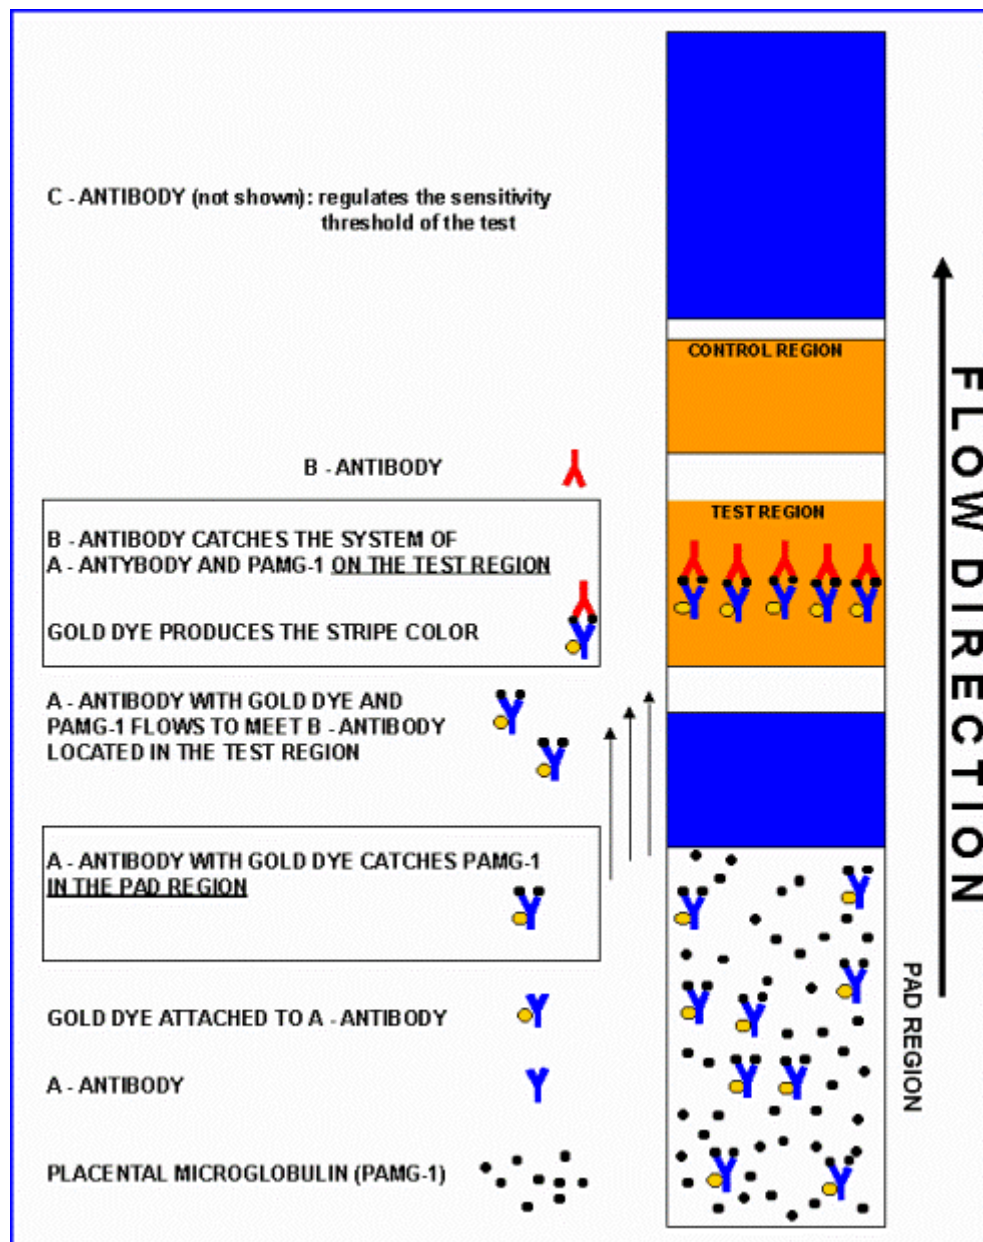 C - ANTIBODY (not shown): regulates the sensitivity
threshold of the test
B - ANTIBODY
B - ANTIBODY CATCHES THE SYSTEM OF
A - ANTYBODY AND PAMG-1 ON THE TEST REGION
GOLD DYE PRODUCES THE STRIPE COLOR
A - ANTIBODY WITH GOLD DYE AND
PAMG-1 FLOWS TO MEET B - ANTIBODY
LOCATED IN THE TEST REGION
A - ANTIBODY WITH GOLD DYE CATCHES PAMG-1
IN THE PAD REGION
GOLD DYE ATTACHED TO A - ANTIBODY
A - ANTIBODY
PLACENTAL MICROGLOBULIN (PAMG-1)
CONTROL REGION
TEST REGION
FLOW DIRECTION
PAD REGION